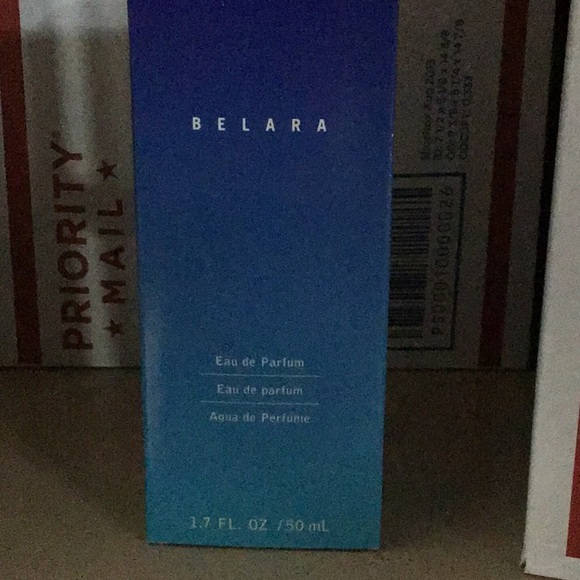 BELARA
Eau de Parfum
Eau de parfum
Agua de Perfume
1.7 FL. OZ /50 mL
PRIORITY
★ MAIL ★